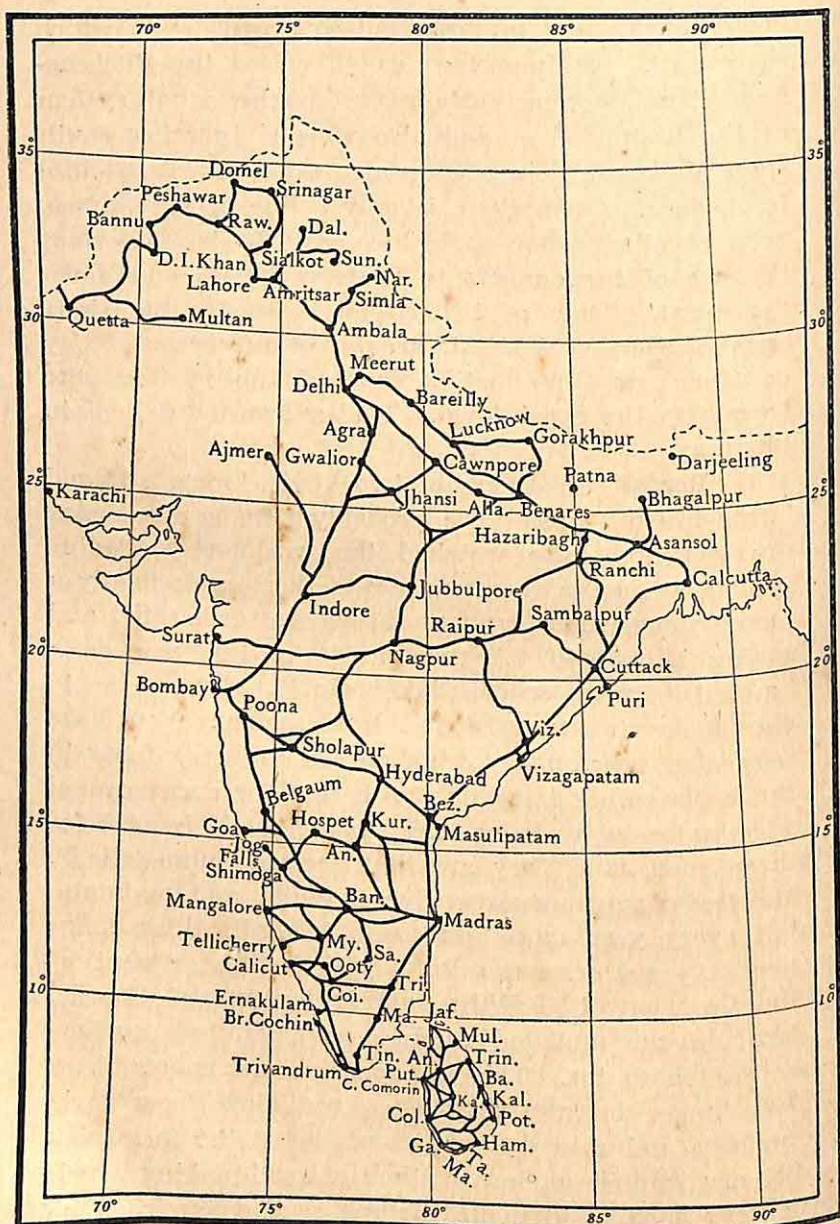 70° 75° 80° 85° 90°
35° 35°
Domel
Srinagar
Peshawar
Bannu
Raw.
Dal.
D.I.Khan
Sialkot
Sun.
Lahore
Nar.
Amritsar
Simla
30° 30°
Quetta
Multan
Ambala
Meerut
Delhi
Bareilly
Agra
Lucknow
Gorakhpur
Ajmer
Gwalior
Cawnpore
Darjeeling
Patna
25° 25°
Karachi
Jhansi
Alla.
Benares
Bhagalpur
Hazaribagh
Asansol
Ranchi
Jubbulpore
Calcutta
Indore
Sambalpur
Surat
Raipur
20° 20°
Nagpur
Cuttack
Bombay
Puri
Poona
Viz.
Sholapur
Hyderabad
Vizagapatam
Belgaum
Bez.
15° 15°
Goa
Hospet
Kur.
Masulipatam
Jog
Falls
An.
Shimoga
Ban.
Mangalore
Madras
Tellicherry
My.
Sa.
Calicut
Ooty
10° 10°
Coi.
Tri.
Ernakulam
Ma.
Jaf.
Br.Cochin
Mul.
Tin.
An.
Trin.
Trivandrum
C. Comorin
Put.
Ba.
Ka.
Kal.
Col.
Pot.
Ga.
Ham.
Ma.
Ta.
70° 75° 80° 85° 90°